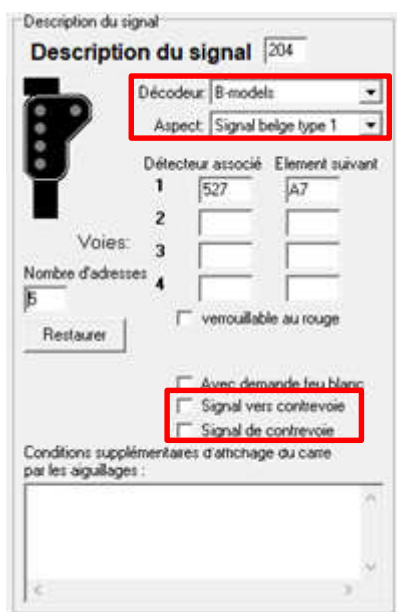 Description du signal
Description du signal 204
Décodeur: B-models
Aspect: Signal belge type 1
Détecteur associé Element suivant
1 527 A7
2
Voies: 3
Nombre d'adresses 4
5
verrouillable au rouge
Restaurer
Avec demande feu blanc
Signal vers contrevoie
Signal de contrevoie
Conditions supplémentaires d'affichage du carré
par les aiguillages :